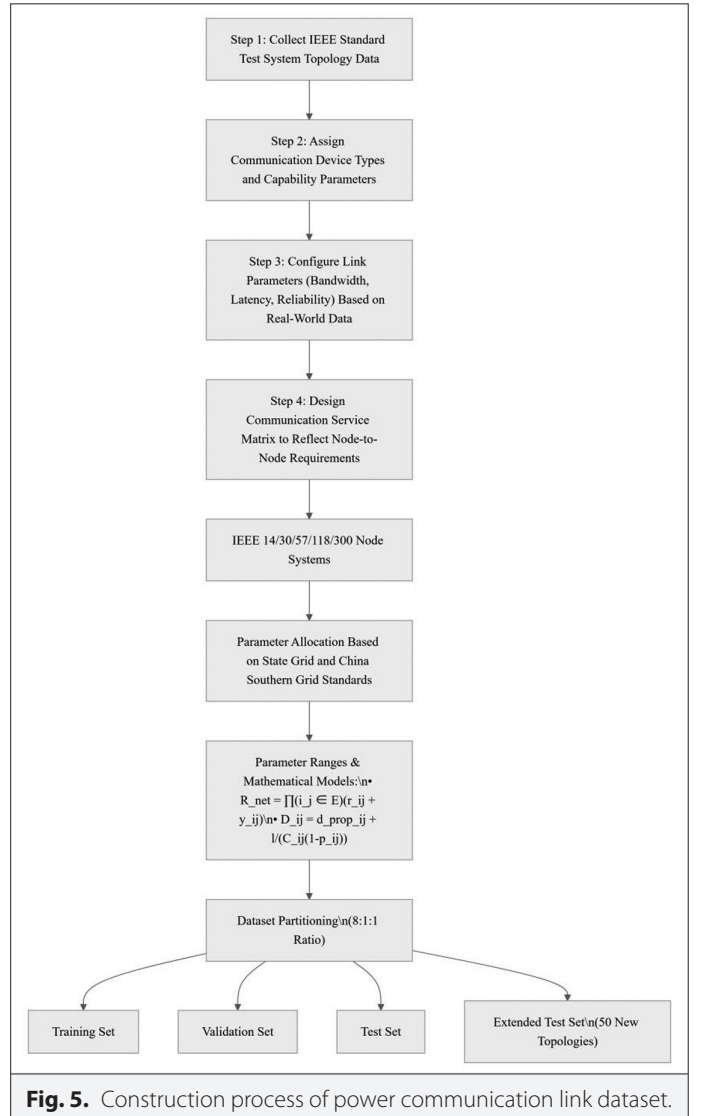 Step 1: Collect IEEE Standard
Test System Topology Data
Step 2: Assign
Communication Device Types
and Capability Parameters
Step 3: Configure Link
Parameters (Bandwidth,
Latency, Reliability) Based on
Real-World Data
Step 4: Design
Communication Service
Matrix to Reflect Node-to-
Node Requirements
IEEE 14/30/57/118/300 Node
Systems
Parameter Allocation Based
on State Grid and China
Southern Grid Standards
Parameter Ranges &
Mathematical Models:\n•
R_net = ∏(i_j ∈ E)(r_ij +
y_ij)\n• D_ij = d_prop_ij +
l/(C_ij(1-p_ij))
Dataset Partitioning\n(8:1:1
Ratio)
Training Set
Validation Set
Test Set
Extended Test Set\n(50 New
Topologies)
Fig. 5. Construction process of power communication link dataset.